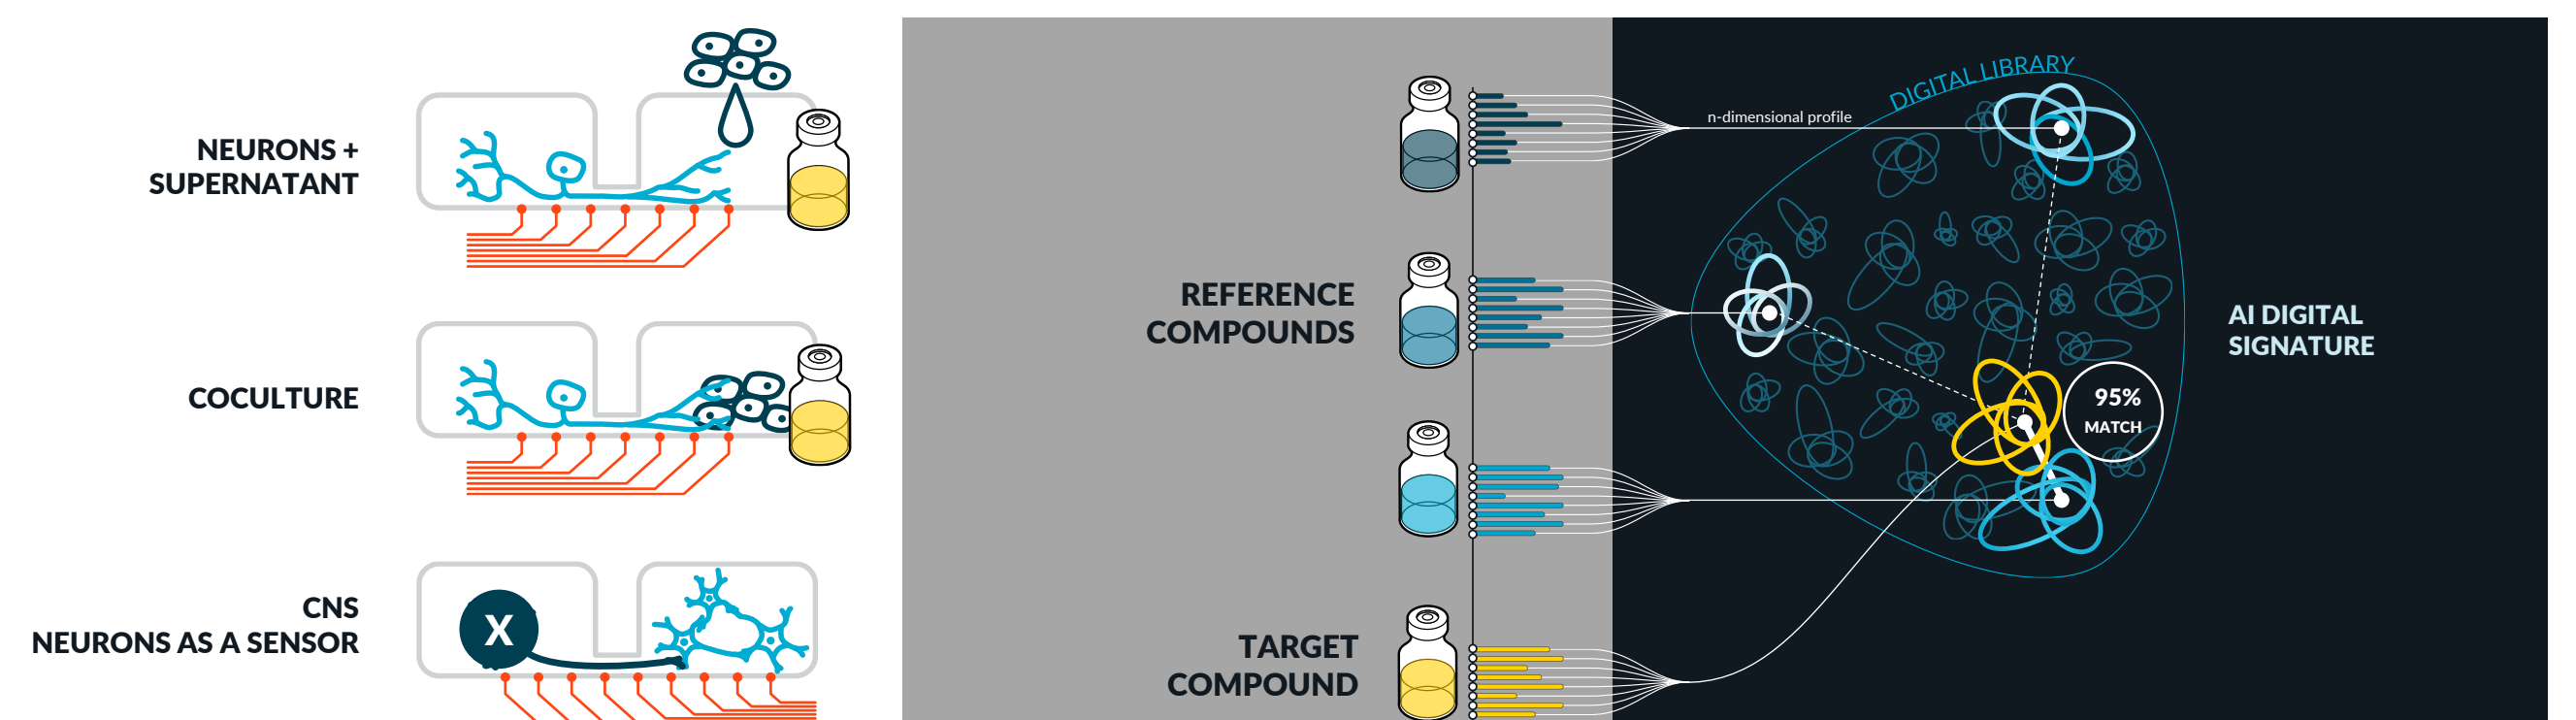 NEURONS +
SUPERNATANT
COCULTURE
CNS
NEURONS AS A SENSOR
X
REFERENCE
COMPOUNDS
TARGET
COMPOUND
n-dimensional profile
DIGITAL LIBRARY
95%
MATCH
AI DIGITAL
SIGNATURE